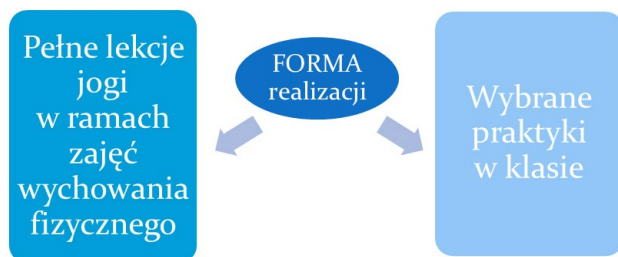 Pełne lekcje
jogi
w ramach
zajęć
wychowania
fizycznego
FORMA
realizacji
Wybrane
praktyki
w klasie